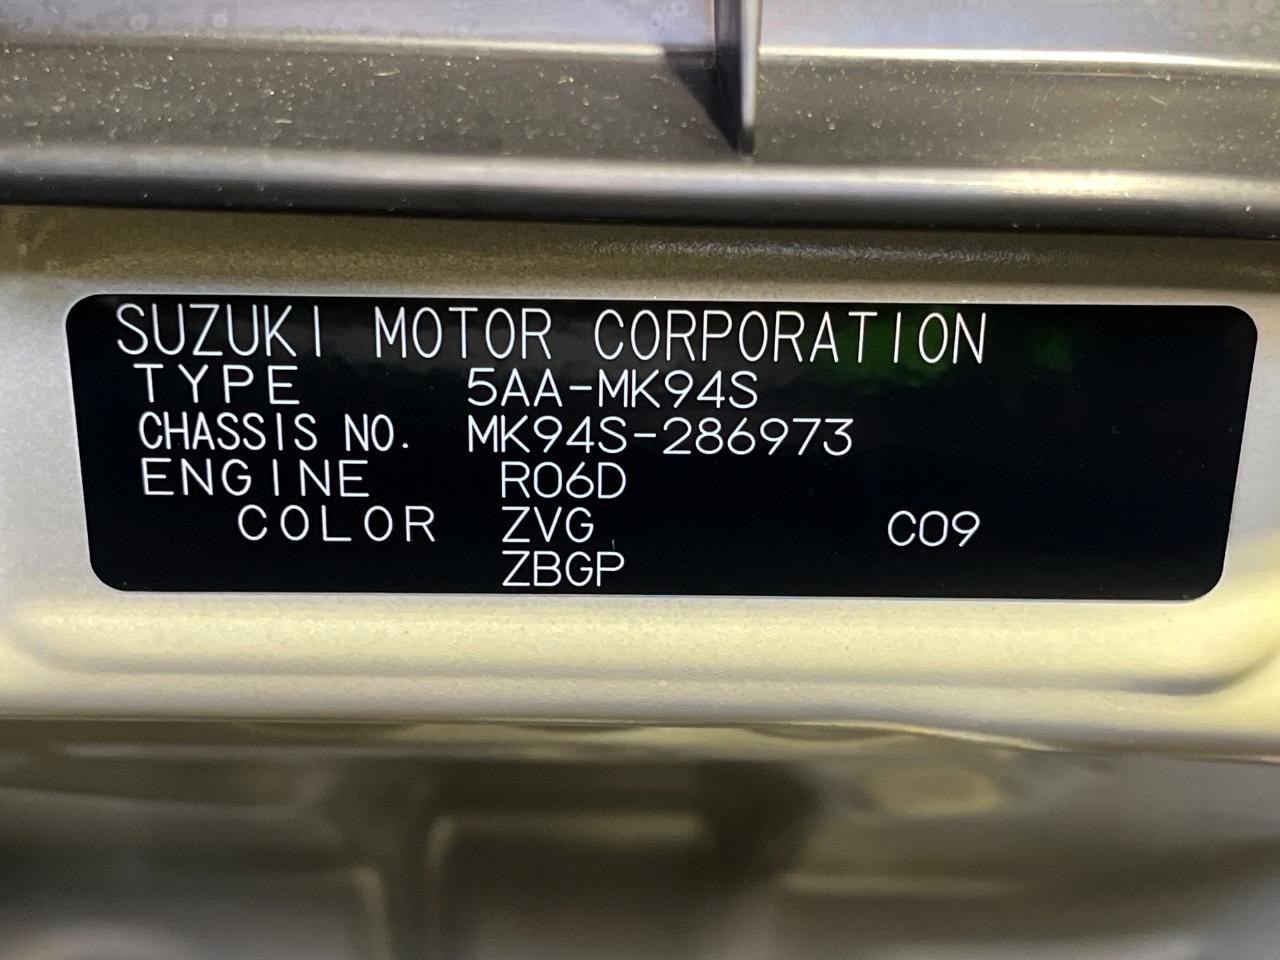 SUZUKI MOTOR CORPORATION
TYPE 5AA-MK94S
CHASSIS NO. MK94S-286973
ENGINE R06D
COLOR ZVG C09
ZBGP